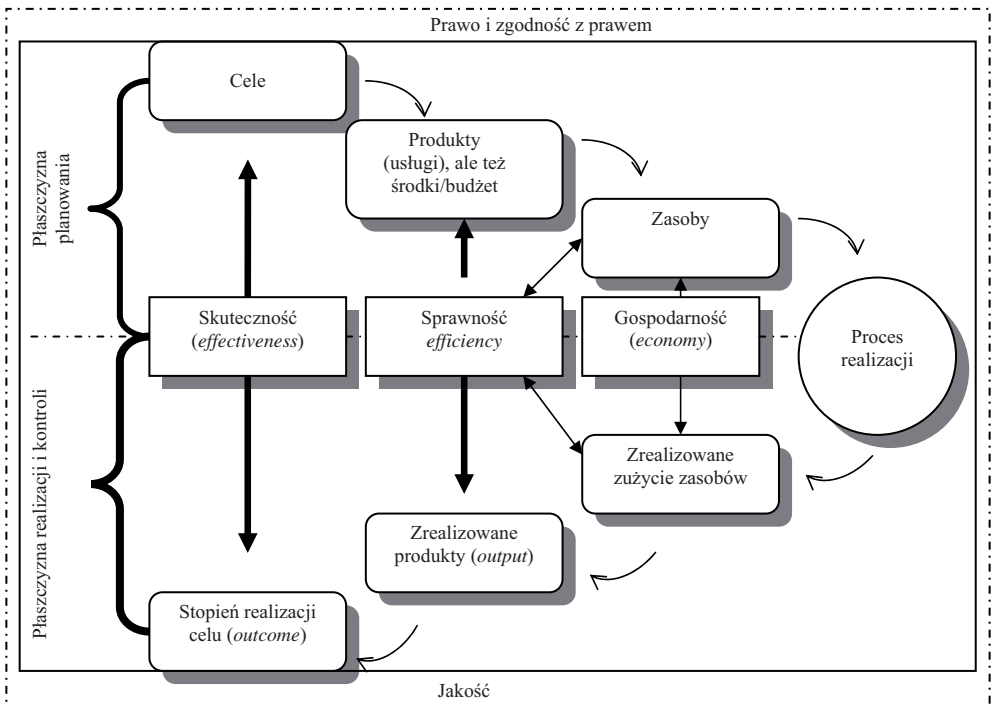 Prawo i zgodność z prawem
Płaszczyzna
planowania
Cele
Produkty
(usługi), ale też
środki/budżet
Zasoby
Skuteczność
(effectiveness)
Sprawność
efficiency
Gospodarność
(economy)
Proces
realizacji
Płaszczyzna realizacji i kontroli
Zrealizowane
zużycie zasobów
Zrealizowane
produkty (output)
Stopień realizacji
celu (outcome)
Jakość